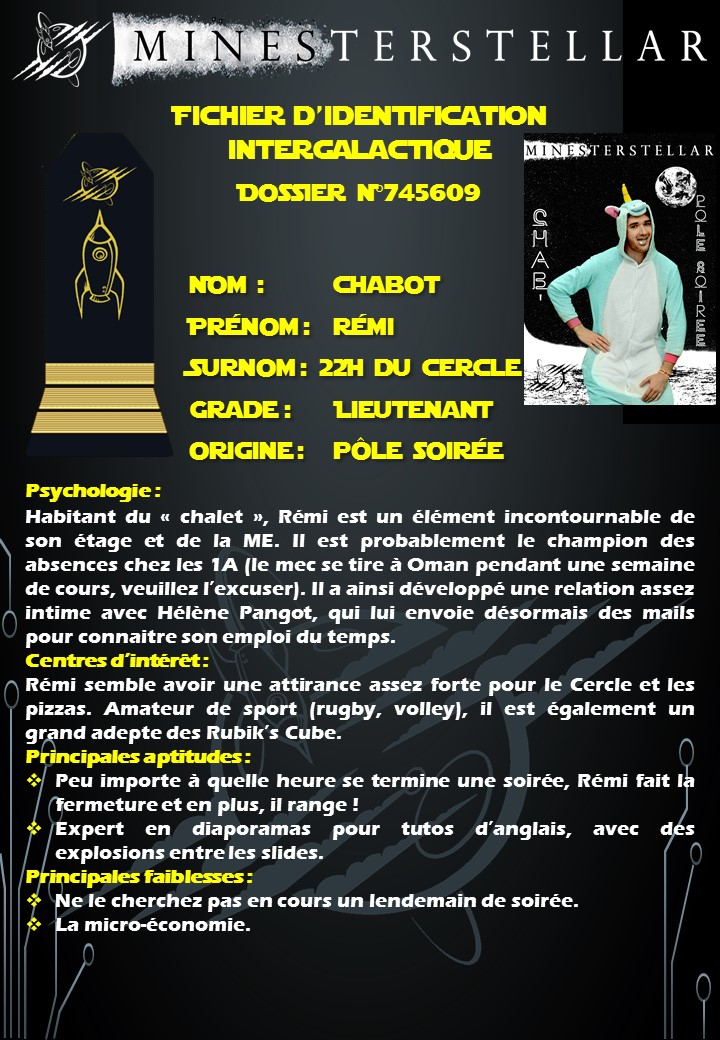 MINESTERSTELLAR
FICHIER D'IDENTIFICATION
INTERGALACTIQUE
DOSSIER N°745609
MINESTERSTELLAR
CHAB'
POLE SOIREE
NOM : CHABOT
PRÉNOM : RÉMI
SURNOM : 22H DU CERCLE
GRADE : LIEUTENANT
ORIGINE : PÔLE SOIRÉE
Psychologie :
Habitant du « chalet », Rémi est un élément incontournable de
son étage et de la ME. Il est probablement le champion des
absences chez les 1A (le mec se tire à Oman pendant une semaine
de cours, veuillez l'excuser). Il a ainsi développé une relation assez
intime avec Hélène Pangot, qui lui envoie désormais des mails
pour connaitre son emploi du temps.
Centres d'intérêt :
Rémi semble avoir une attirance assez forte pour le Cercle et les
pizzas. Amateur de sport (rugby, volley), il est également un
grand adepte des Rubik's Cube.
Principales aptitudes :
❖ Peu importe à quelle heure se termine une soirée, Rémi fait la
fermeture et en plus, il range !
❖ Expert en diaporamas pour tutos d'anglais, avec des
explosions entre les slides.
Principales faiblesses :
❖ Ne le cherchez pas en cours un lendemain de soirée.
❖ La micro-économie.